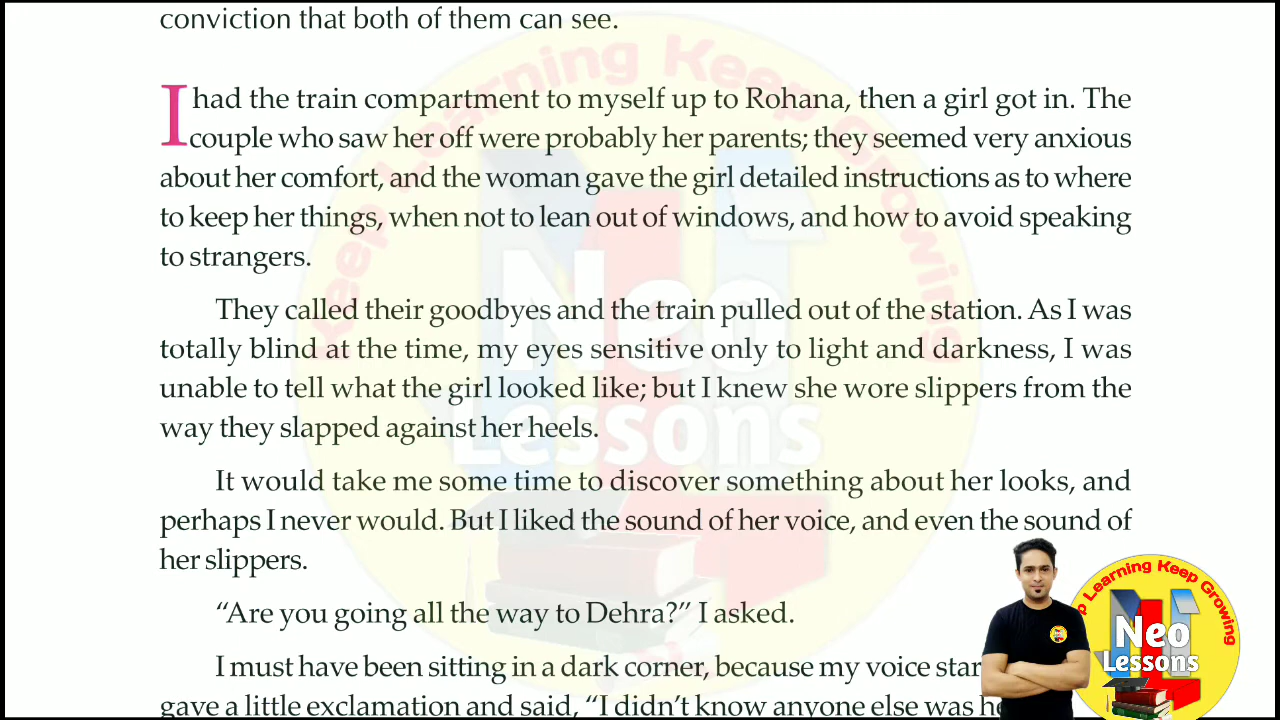 conviction that both of them can see.
I had the train compartment to myself up to Rohana, then a girl got in. The
couple who saw her off were probably her parents; they seemed very anxious
about her comfort, and the woman gave the girl detailed instructions as to where
to keep her things, when not to lean out of windows, and how to avoid speaking
to strangers.
They called their goodbyes and the train pulled out of the station. As I was
totally blind at the time, my eyes sensitive only to light and darkness, I was
unable to tell what the girl looked like; but I knew she wore slippers from the
way they slapped against her heels.
It would take me some time to discover something about her looks, and
perhaps I never would. But I liked the sound of her voice, and even the sound of
her slippers.
“Are you going all the way to Dehra?” I asked.
I must have been sitting in a dark corner, because my voice star
gave a little exclamation and said, “I didn’t know anyone else was he
Keep Learning Keep Growing
Neo
Lessons
p Learning Keep Growing
Neo
Lessons